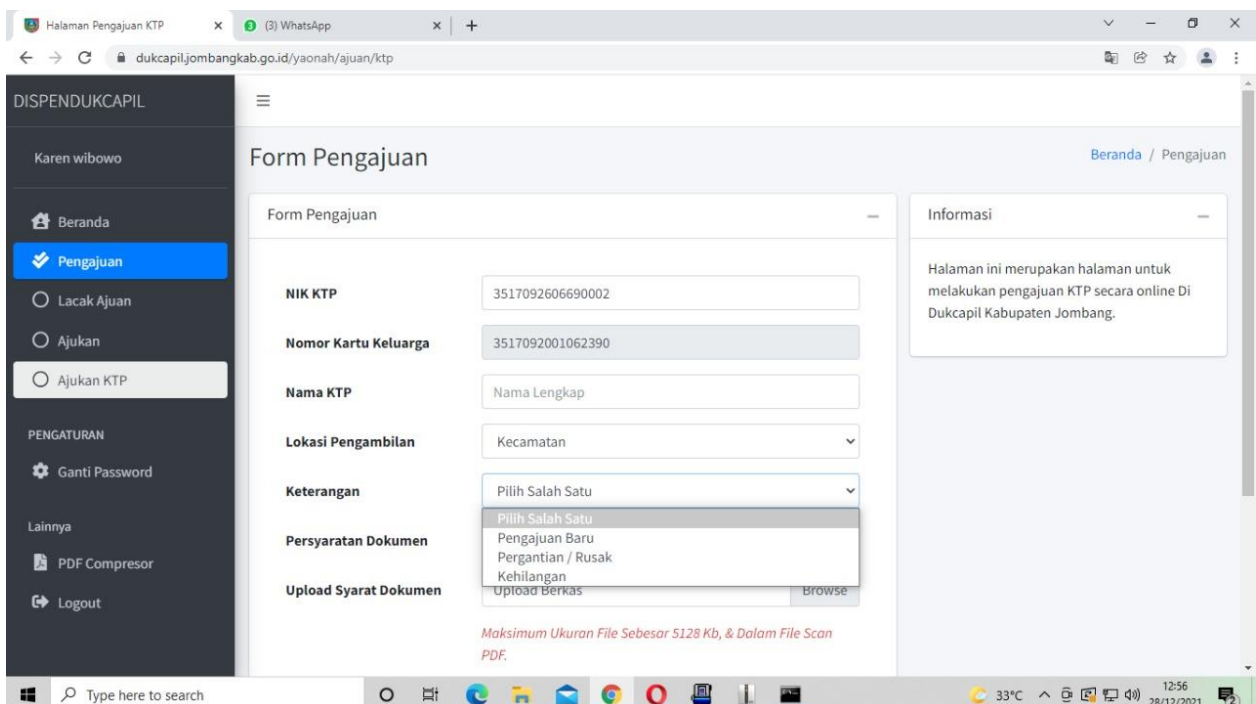 Halaman Pengajuan KTP
(3) WhatsApp
dukcapil.jombangkab.go.id/yaonah/ajuan/ktp
DISPENDUKCAPIL
Karen wibowo
Beranda
Pengajuan
Lacak Ajuan
Ajukan
Ajukan KTP
PENGATURAN
Ganti Password
Lainnya
PDF Compresor
Logout
Form Pengajuan
Beranda / Pengajuan
Form Pengajuan
NIK KTP
3517092606690002
Nomor Kartu Keluarga
3517092001062390
Nama KTP
Nama Lengkap
Lokasi Pengambilan
Kecamatan
Keterangan
Pilih Salah Satu
Pilih Salah Satu
Pengajuan Baru
Pergantian / Rusak
Kehilangan
Persyaratan Dokumen
Upload Syarat Dokumen
Upload Berkas
Browse
Maksimum Ukuran File Sebesar 5128 Kb, & Dalam File Scan
PDF.
Informasi
Halaman ini merupakan halaman untuk
melakukan pengajuan KTP secara online Di
Dukcapil Kabupaten Jombang.
Type here to search
33°C
12:56
28/12/2021